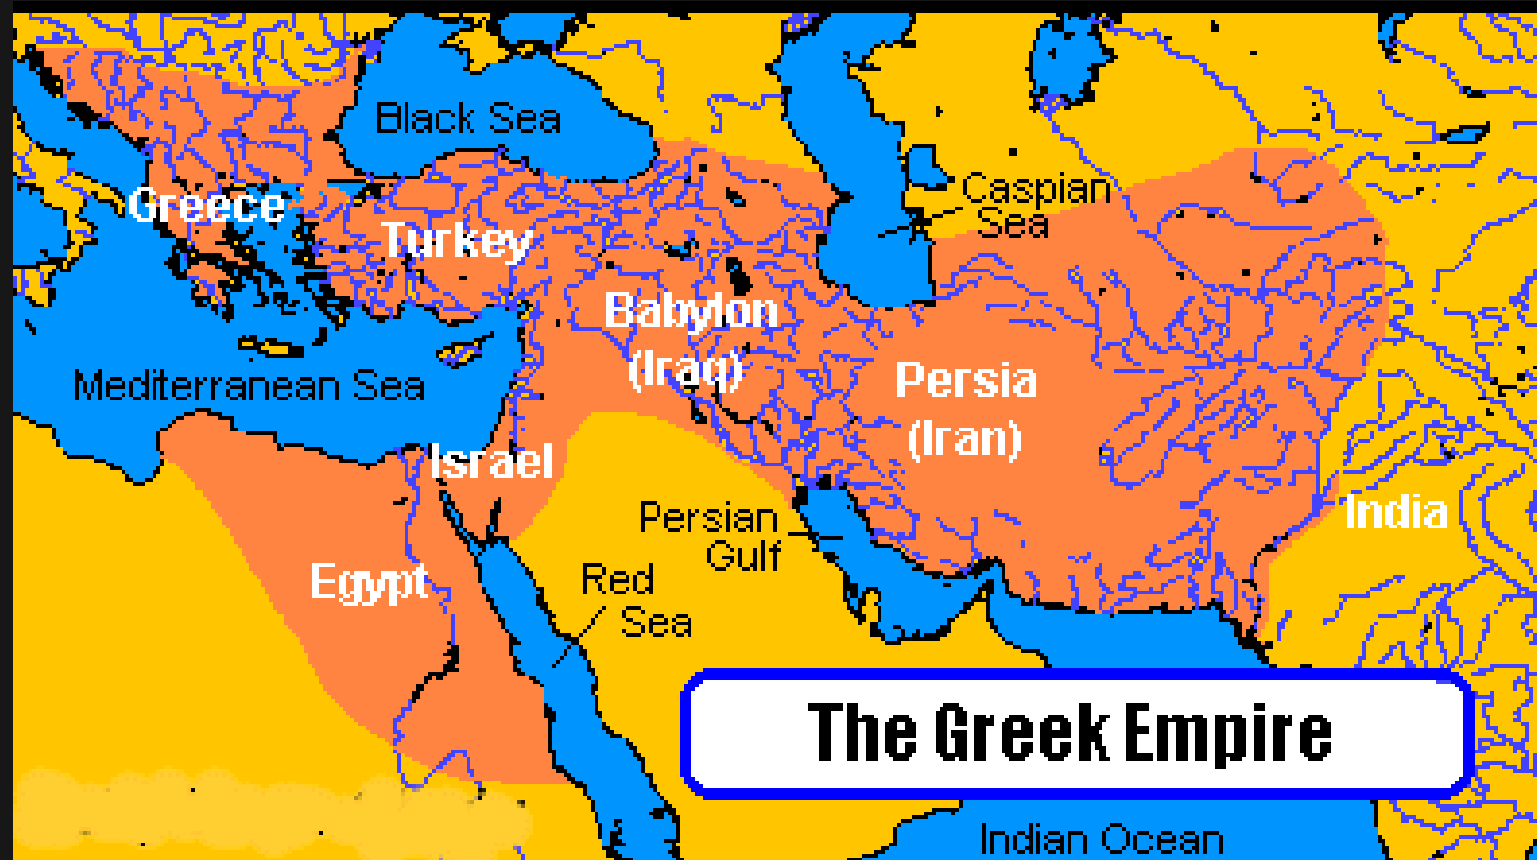 Black Sea
Caspian
Sea
Greece
Turkey
Babylon
(Iraq)
Mediterranean Sea
Persia
(Iran)
Israel
India
Persian
Gulf
Egypt
Red
Sea
The Greek Empire
Indian Ocean